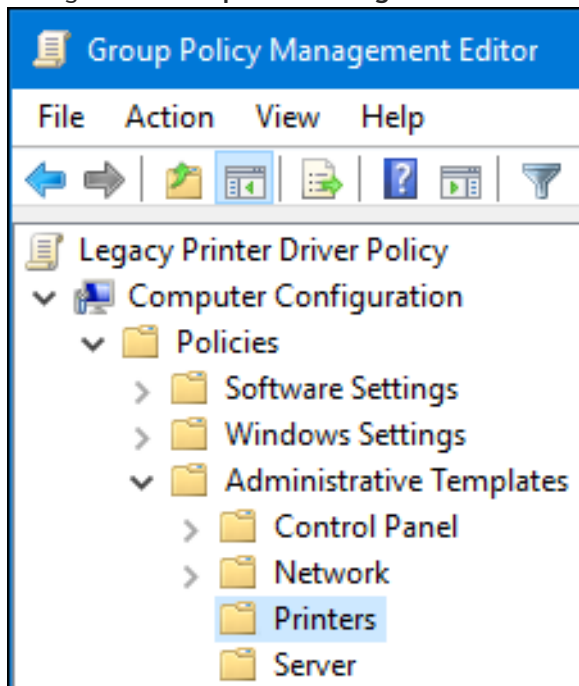 Group Policy Management Editor
File Action View Help
Legacy Printer Driver Policy
Computer Configuration
Policies
Software Settings
Windows Settings
Administrative Templates
Control Panel
Network
Printers
Server